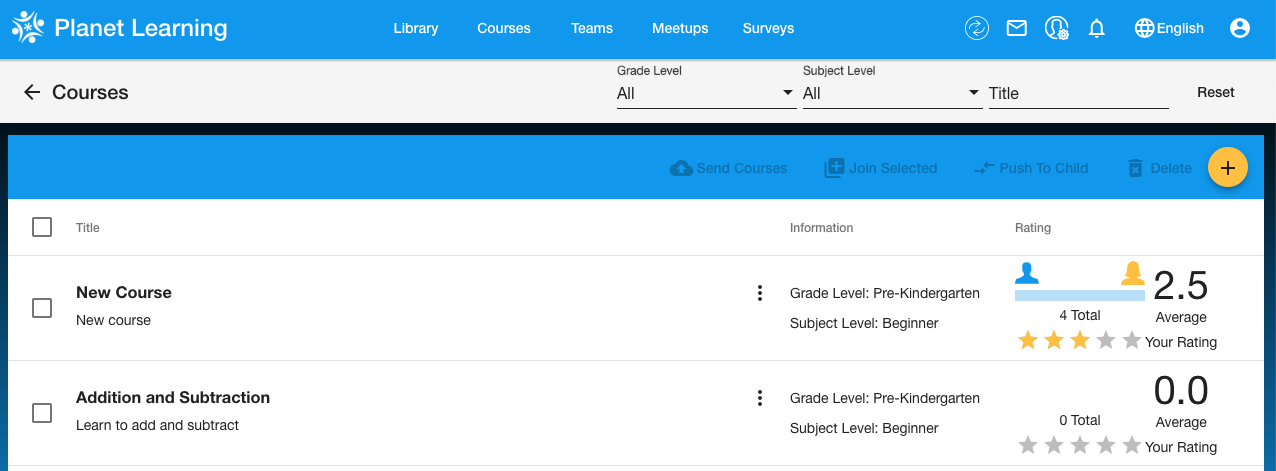 Planet Learning
Library Courses Teams Meetups Surveys English
Grade Level Subject Level
Courses All All Title Reset
Send Courses Join Selected Push To Child Delete +
Title Information Rating
New Course
New course
Grade Level: Pre-Kindergarten
Subject Level: Beginner
2.5
4 Total Average
Your Rating
Addition and Subtraction
Learn to add and subtract
Grade Level: Pre-Kindergarten
Subject Level: Beginner
0.0
0 Total Average
Your Rating